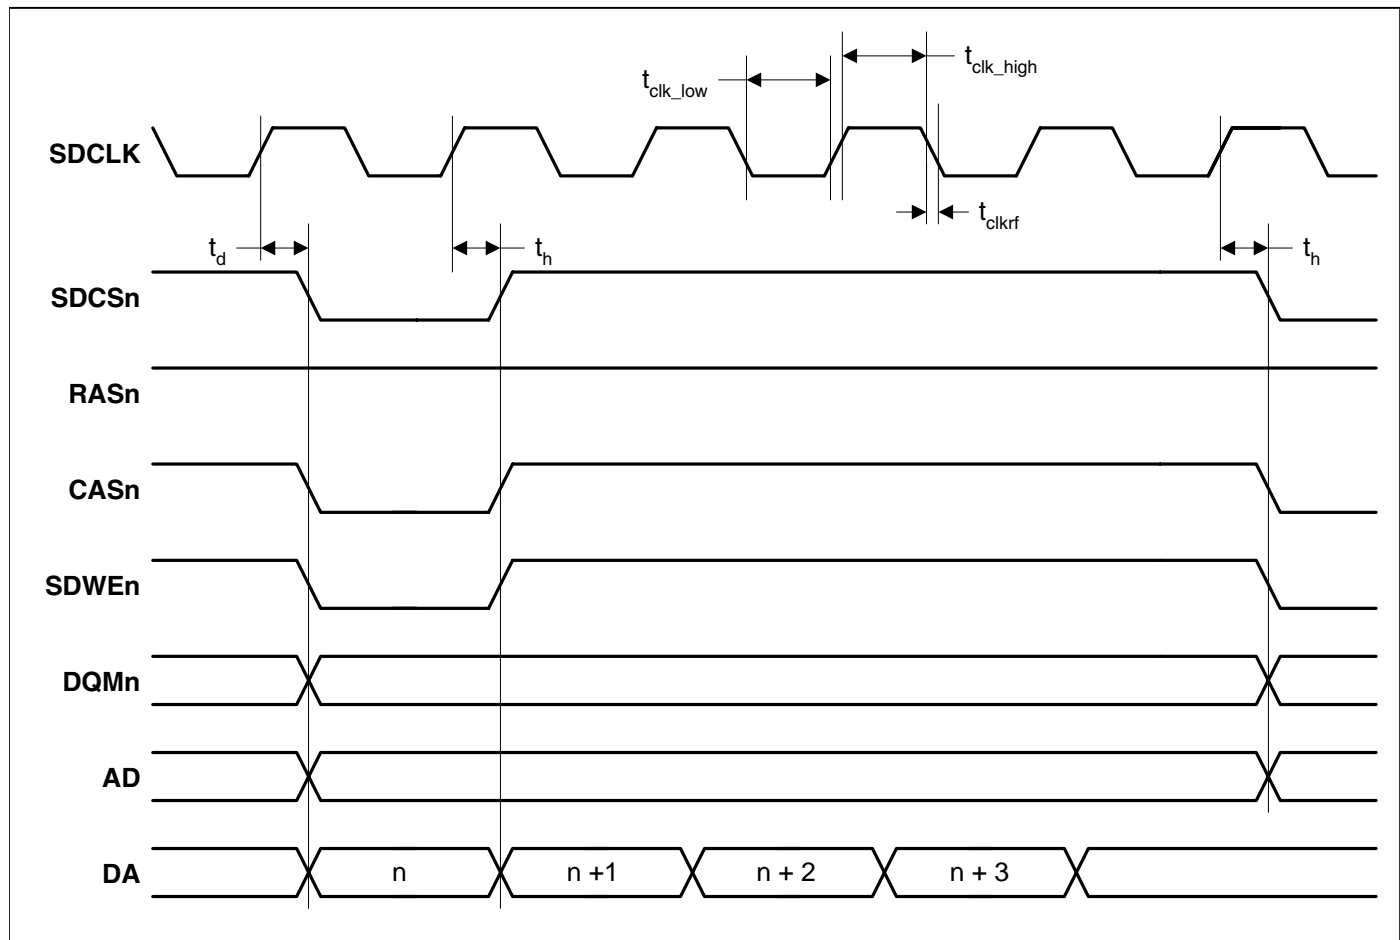 t_clk_high
t_clk_low
SDCLK
t_clkrf
t_d
t_h
t_h
SDCSn
RASn
CASn
SDWEn
DQMn
AD
DA
n
n +1
n + 2
n + 3